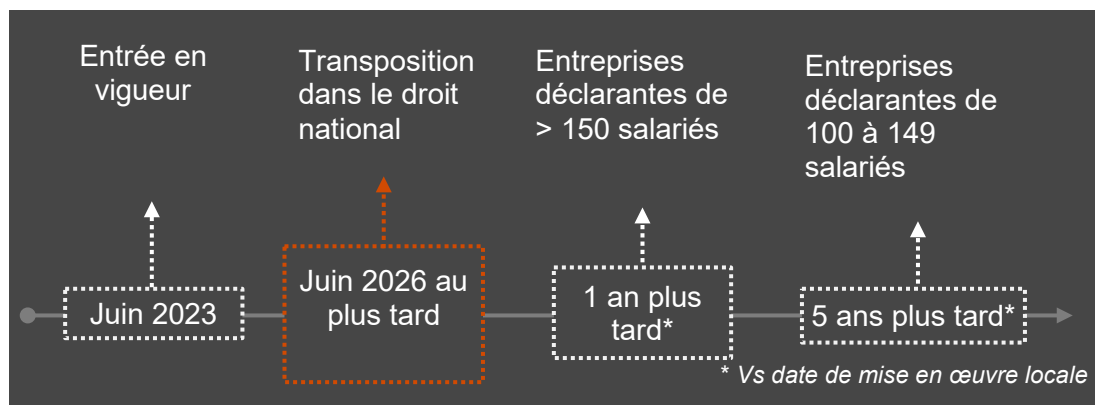 Entrée en
vigueur
Transposition
dans le droit
national
Entreprises
déclarantes de
> 150 salariés
Entreprises
déclarantes de
100 à 149
salariés
Juin 2023
Juin 2026 au
plus tard
1 an plus
tard*
5 ans plus tard*
* Vs date de mise en œuvre locale